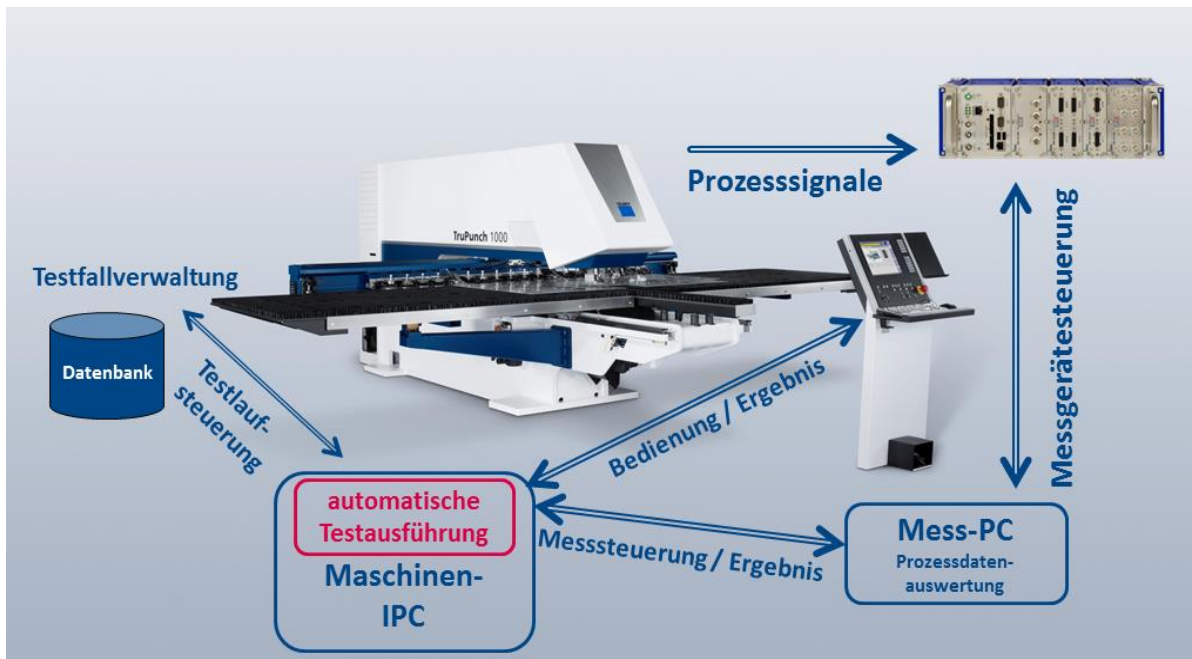 Prozesssignale
TruPunch 1000
Messgerätesteuerung
Testfallverwaltung
Datenbank
Testlauf-
steuerung
Bedienung / Ergebnis
automatische
Testausführung
Maschinen-
IPC
Messsteuerung / Ergebnis
Mess-PC
Prozessdaten-
auswertung